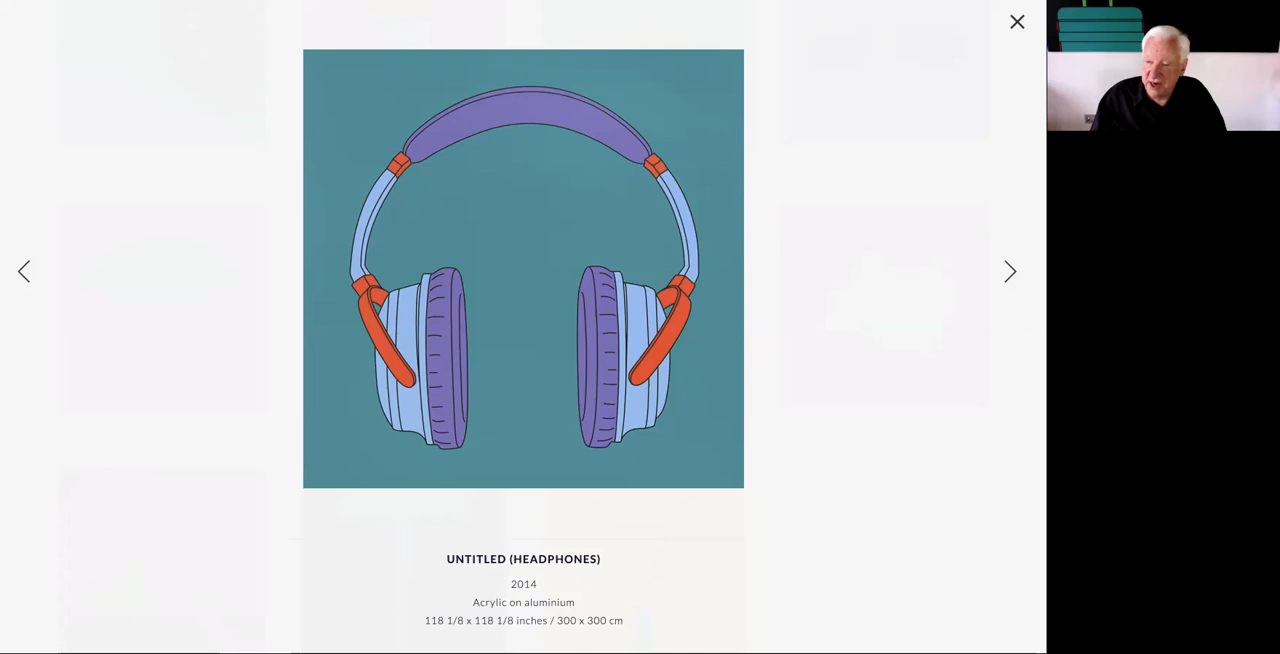 UNTITLED (HEADPHONES)
2014
Acrylic on aluminium
118 1/8 x 118 1/8 inches / 300 x 300 cm